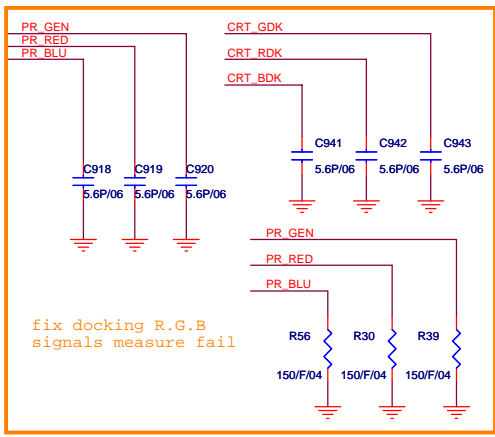 PR_GEN
PR_RED
PR_BLU
CRT_GDK
CRT_RDK
CRT_BDK
C918 C919 C920
5.6P/06 5.6P/06 5.6P/06
C941 C942 C943
5.6P/06 5.6P/06 5.6P/06
PR_GEN
PR_RED
PR_BLU
fix docking R.G.B
signals measure fail
R56 R30 R39
150/F/04 150/F/04 150/F/04